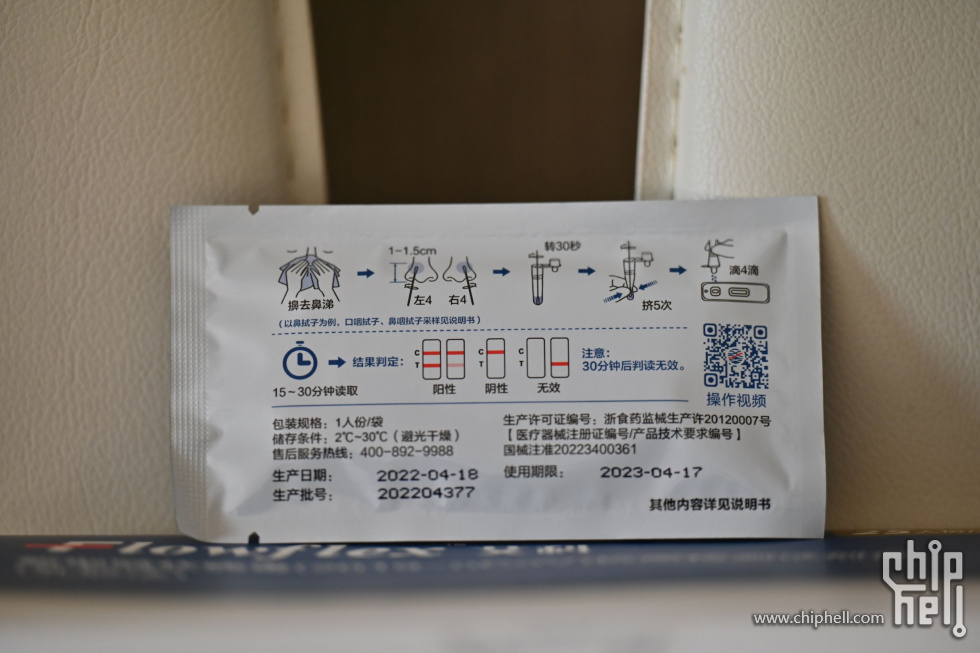 1-1.5cm
转30秒
滴4滴
擤去鼻涕
左4
右4
挤5次
(以鼻拭子为例，口咽拭子、鼻咽拭子采样见说明书)
15~30分钟读取
结果判定：
C
T
阳性
C
T
阴性
C
T
无效
注意：
30分钟后判读无效。
操作视频
包装规格：1人份/袋
储存条件：2℃-30℃（避光干燥）
售后服务热线：400-892-9988
生产日期： 2022-04-18
生产批号： 202204377
生产许可证编号：浙食药监械生产许20120007号
【医疗器械注册证编号/产品技术要求编号】
国械注准20223400361
使用期限： 2023-04-17
其他内容详见说明书
Flowflex
www.chiphell.com
chip
hell